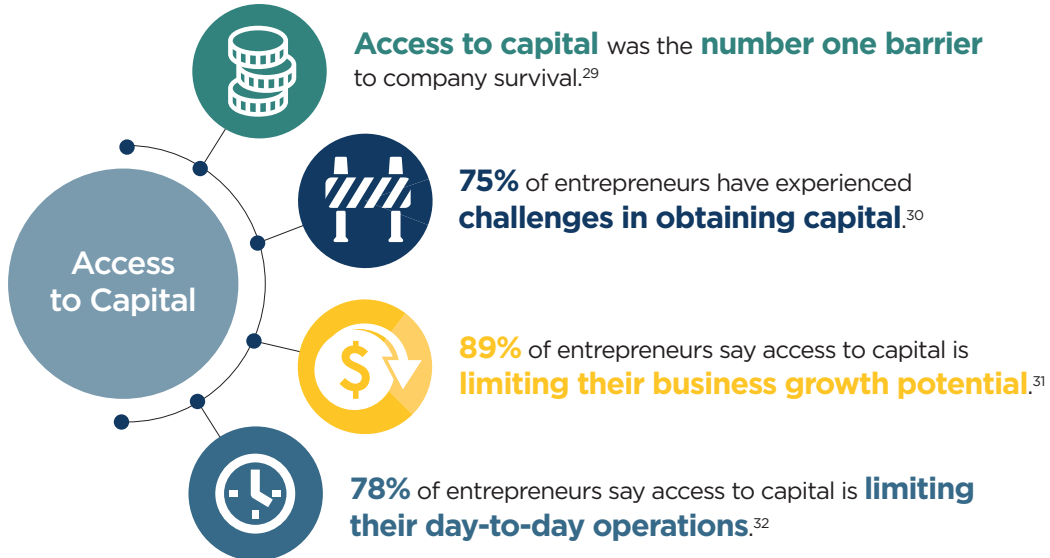 Access to capital was the number one barrier
to company survival.29
75% of entrepreneurs have experienced
challenges in obtaining capital.30
Access
to Capital
89% of entrepreneurs say access to capital is
limiting their business growth potential.31
78% of entrepreneurs say access to capital is limiting
their day-to-day operations.32